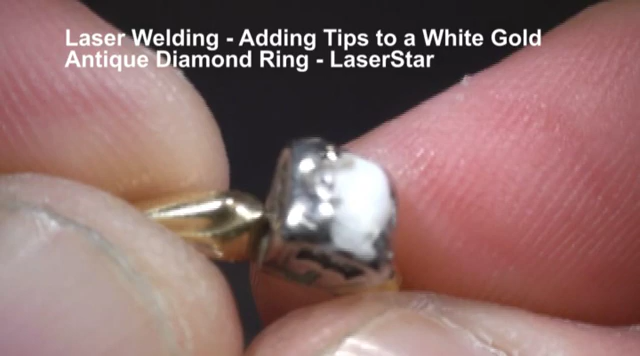 Laser Welding - Adding Tips to a White Gold
Antique Diamond Ring - LaserStar